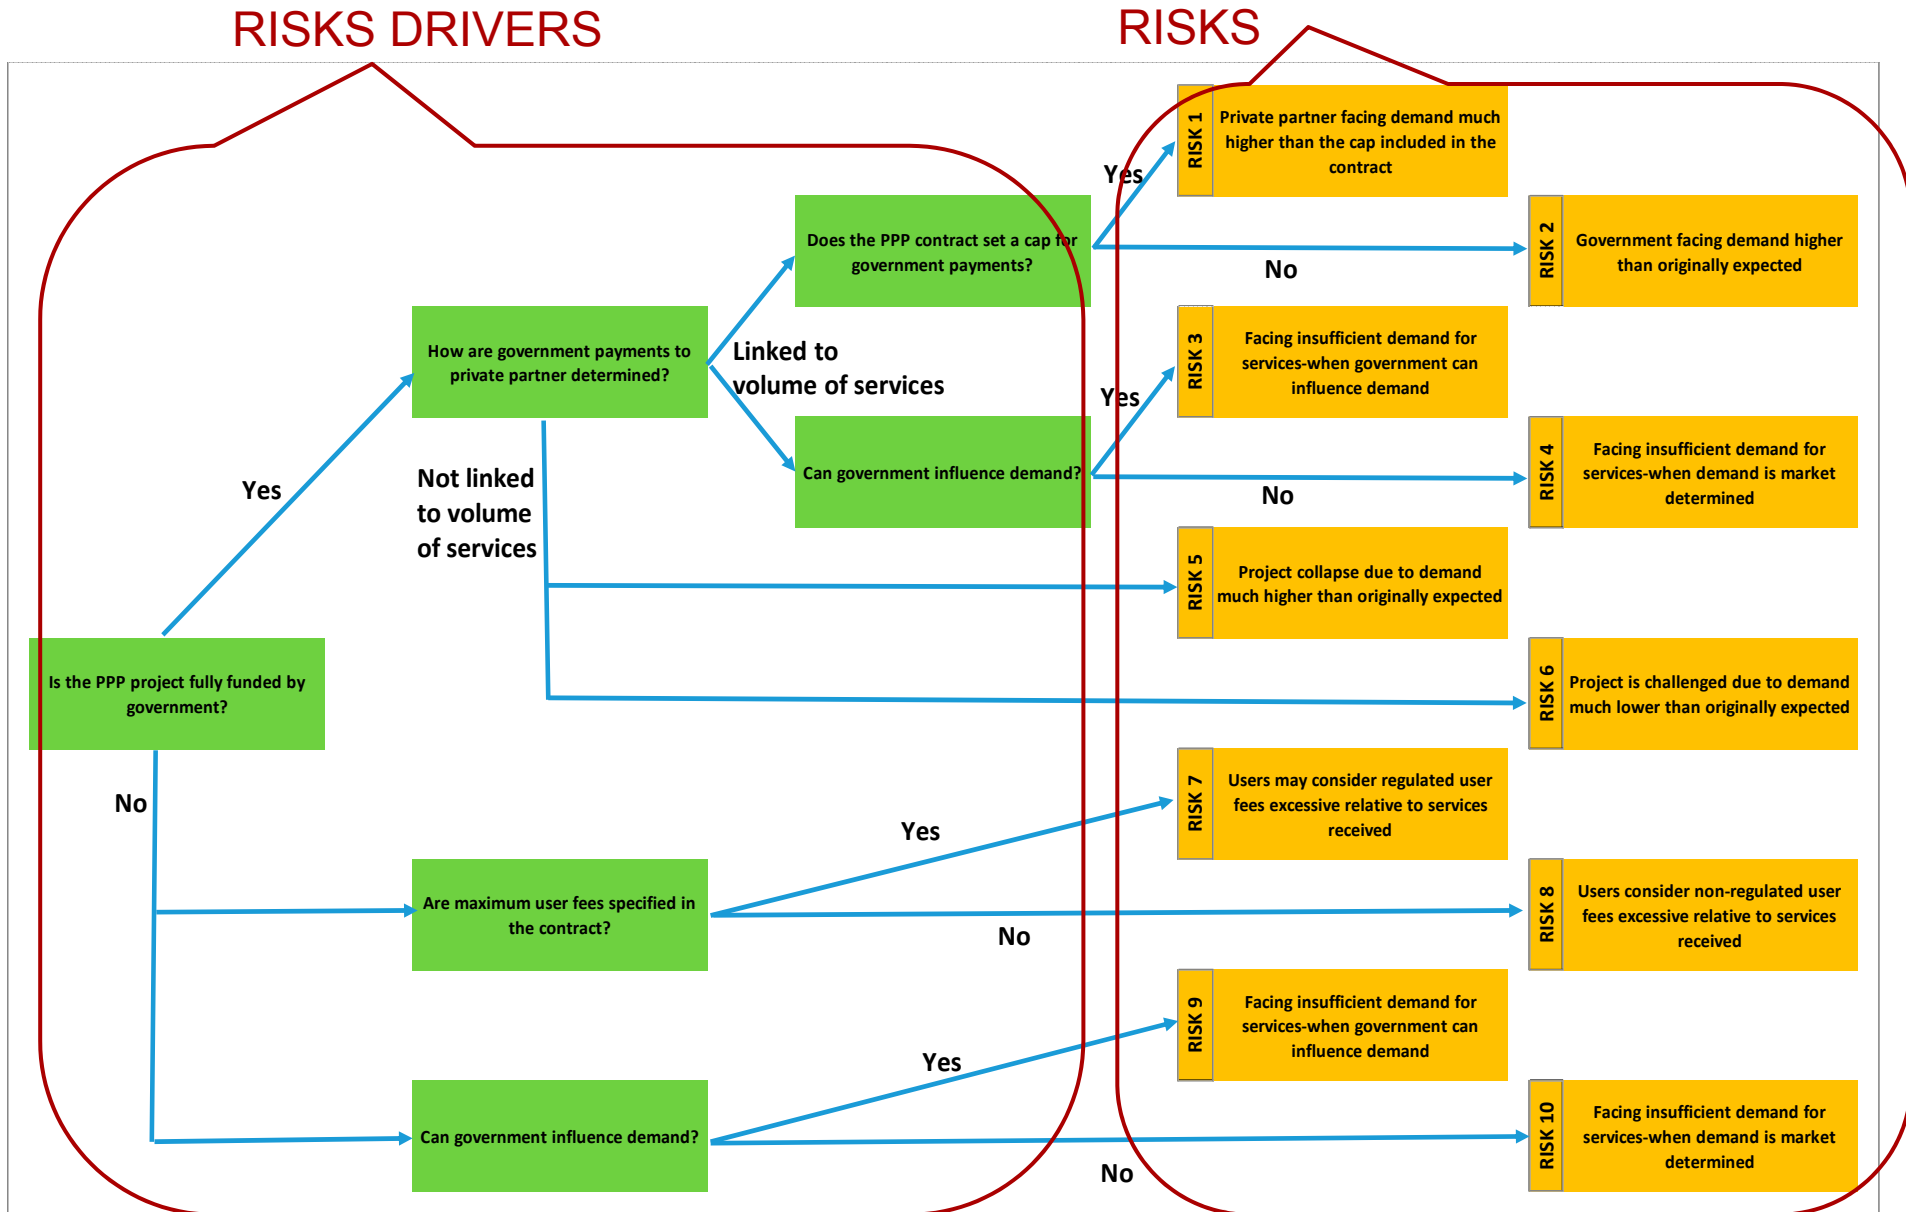 RISKS DRIVERS
RISKS
RISK 1
Private partner facing demand much
higher than the cap included in the
contract
Yes
Does the PPP contract set a cap for
government payments?
No
RISK 2
Government facing demand higher
than originally expected
How are government payments to
private partner determined?
Linked to
volume of services
RISK 3
Facing insufficient demand for
services-when government can
influence demand
Yes
Can government influence demand?
No
RISK 4
Facing insufficient demand for
services-when demand is market
determined
Yes
Not linked
to volume
of services
RISK 5
Project collapse due to demand
much higher than originally expected
Is the PPP project fully funded by
government?
RISK 6
Project is challenged due to demand
much lower than originally expected
No
RISK 7
Users may consider regulated user
fees excessive relative to services
received
Yes
Are maximum user fees specified in
the contract?
No
RISK 8
Users consider non-regulated user
fees excessive relative to services
received
RISK 9
Facing insufficient demand for
services-when government can
influence demand
Yes
Can government influence demand?
No
RISK 10
Facing insufficient demand for
services-when demand is market
determined